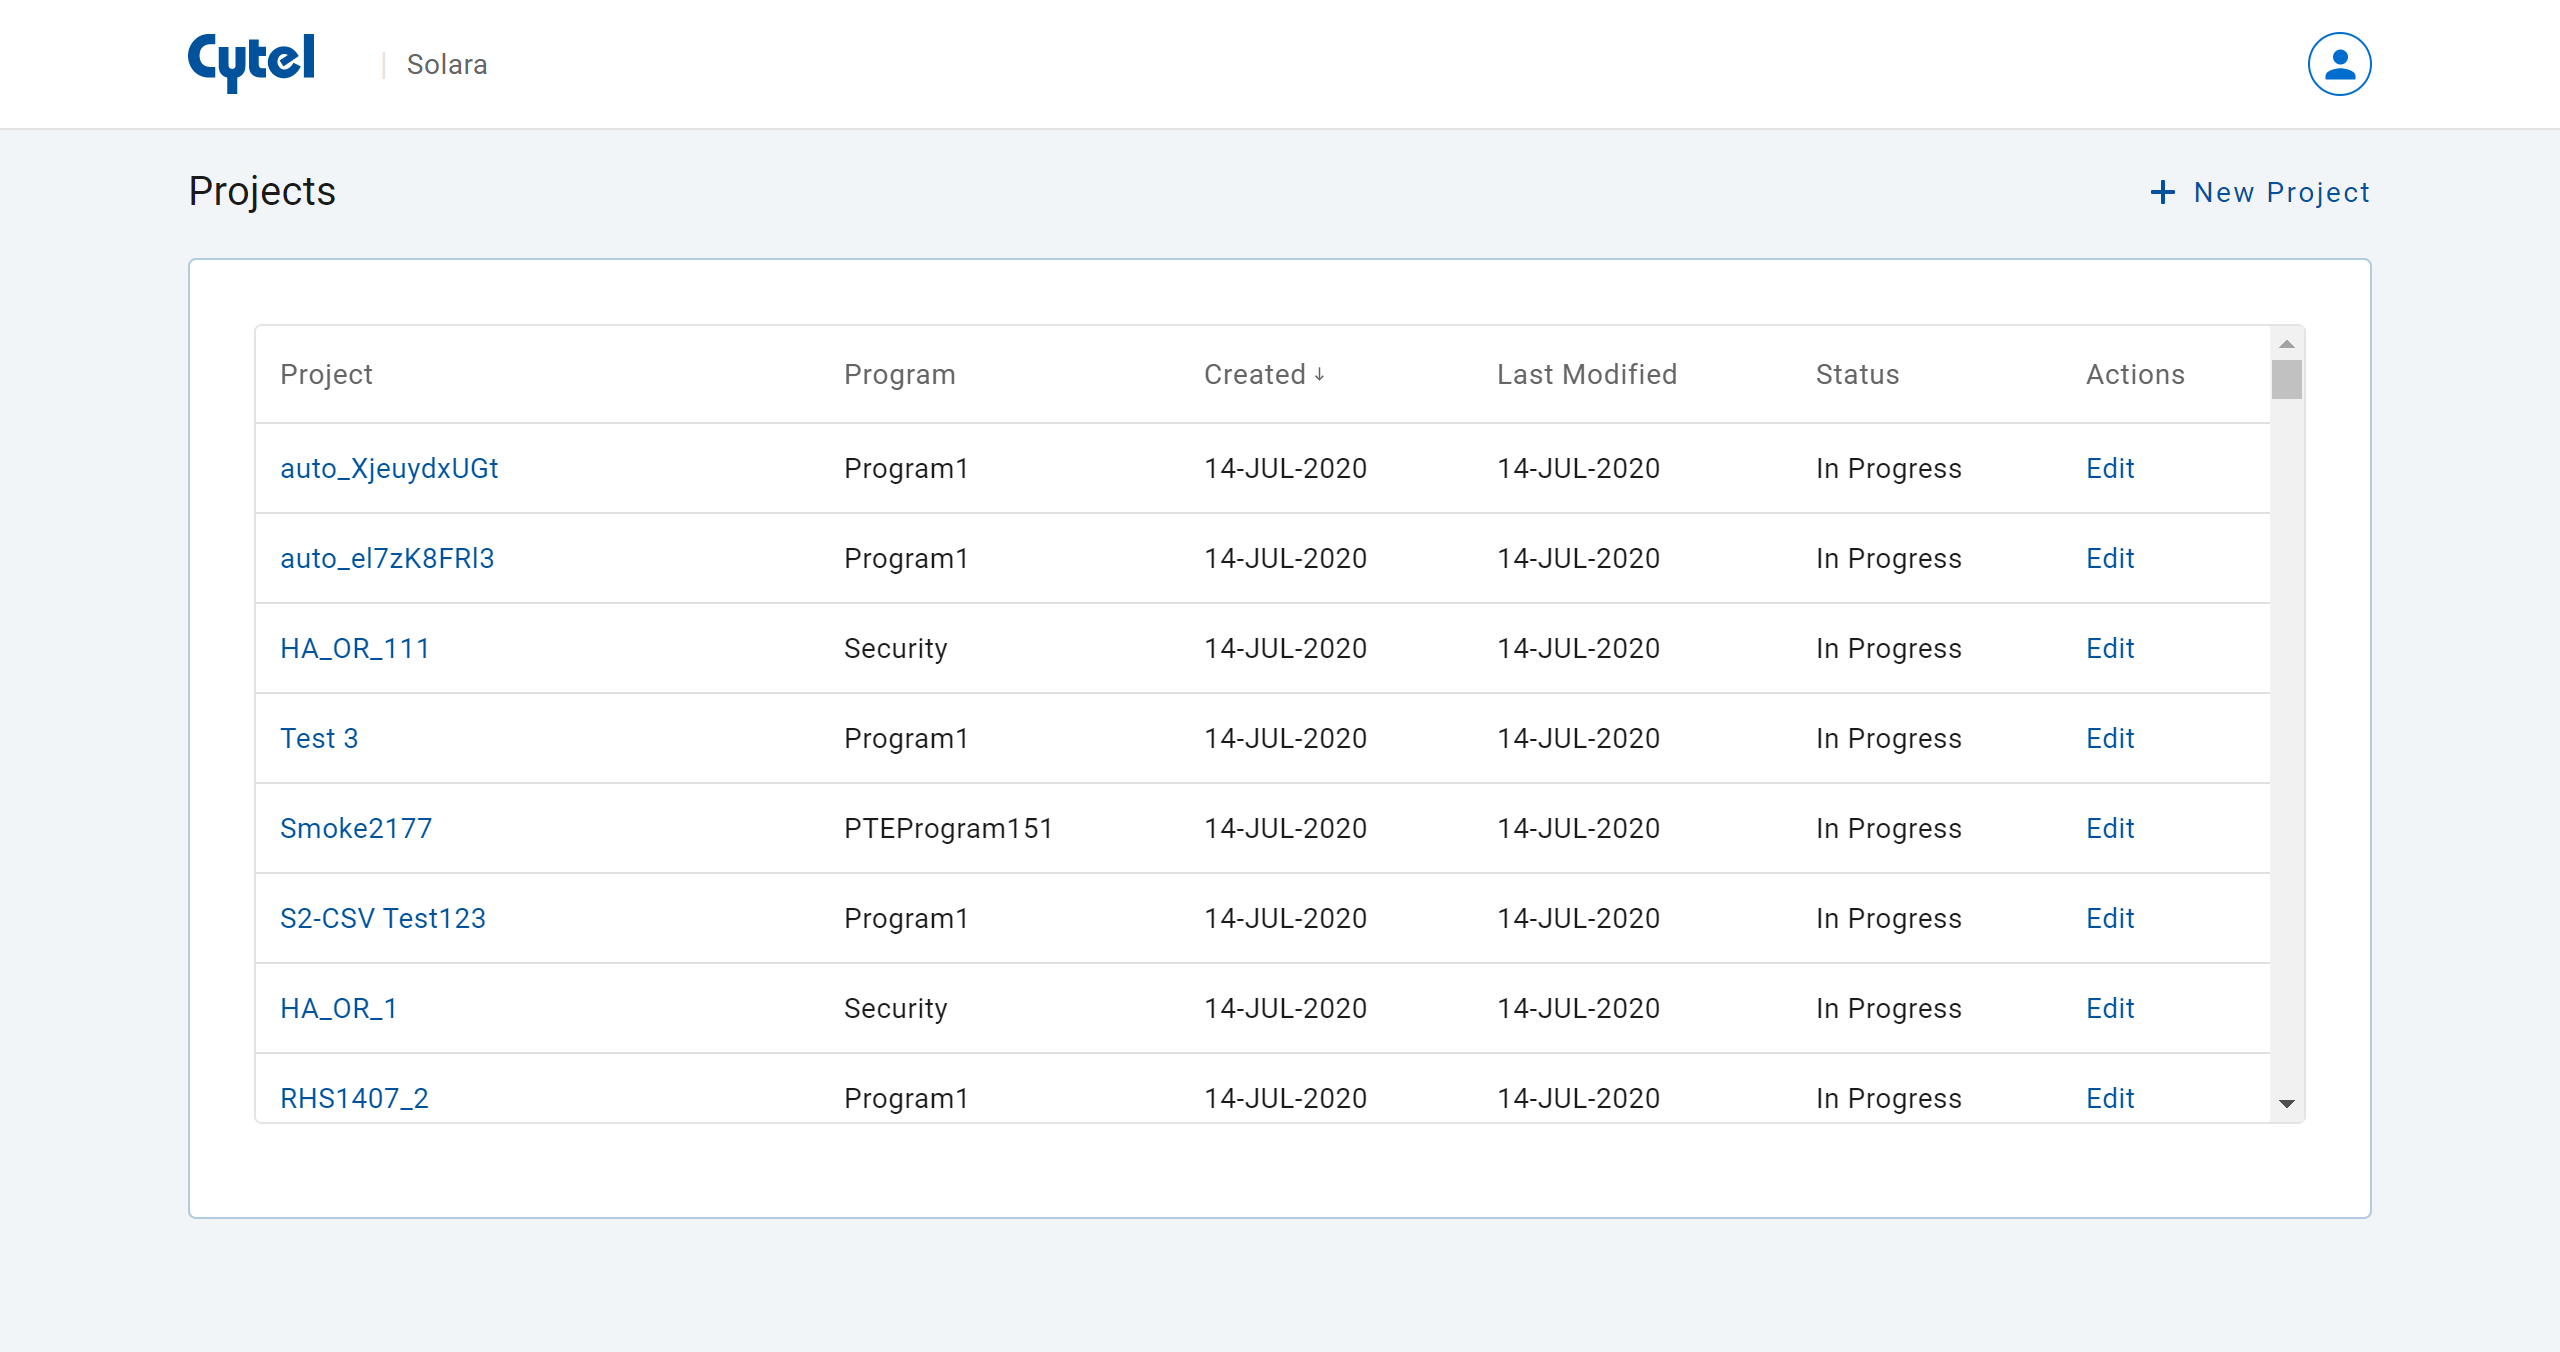 Cytel | Solara
Projects
New Project
Project Program Created ↓ Last Modified Status Actions
auto_XjeuydxUGt Program1 14-JUL-2020 14-JUL-2020 In Progress Edit
auto_el7zK8FRl3 Program1 14-JUL-2020 14-JUL-2020 In Progress Edit
HA_OR_111 Security 14-JUL-2020 14-JUL-2020 In Progress Edit
Test 3 Program1 14-JUL-2020 14-JUL-2020 In Progress Edit
Smoke2177 PTEProgram151 14-JUL-2020 14-JUL-2020 In Progress Edit
S2-CSV Test123 Program1 14-JUL-2020 14-JUL-2020 In Progress Edit
HA_OR_1 Security 14-JUL-2020 14-JUL-2020 In Progress Edit
RHS1407_2 Program1 14-JUL-2020 14-JUL-2020 In Progress Edit